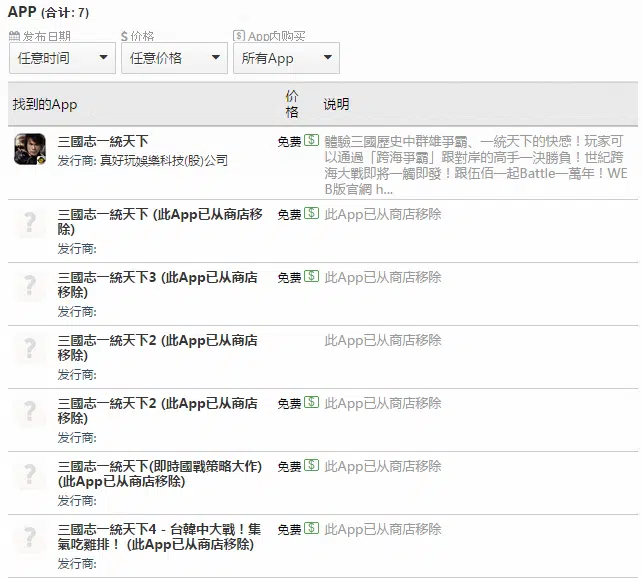 APP (合计: 7)
发布日期 $ 价格 $ App内购买
任意时间 任意价格 所有App
找到的App 价格 说明
三國志一統天下 免费 $ 體驗三國歷史中群雄爭霸、一統天下的快感！玩家可
发行商: 真好玩娛樂科技(股)公司 以通過「跨海爭霸」跟對岸的高手一決勝負！世紀跨
海大戰即將一觸即發！跟伍佰一起Battle一萬年！WE
B版官網 h...
三國志一統天下 (此App已从商店移 免费 $ 此App已从商店移除
除)
发行商:
三國志一統天下3 (此App已从商店 免费 $ 此App已从商店移除
移除)
发行商:
三國志一統天下2 (此App已从商店 此App已从商店移除
移除)
发行商:
三國志一統天下2 (此App已从商店 免费 $ 此App已从商店移除
移除)
发行商:
三國志一統天下(即時國戰策略大作) 免费 $ 此App已从商店移除
(此App已从商店移除)
发行商:
三國志一統天下4 - 台韓中大戰！集 免费 $ 此App已从商店移除
氣吃雞排！ (此App已从商店移除)
发行商: